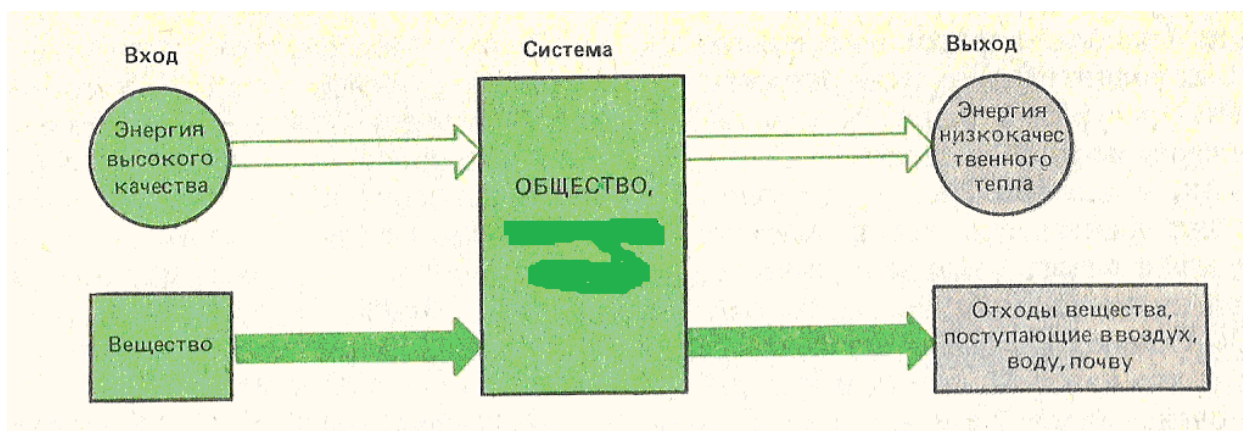 Вход
Система
Выход
Энергия
высокого
качества
ОБЩЕСТВО,
Энергия
низкокачес
твенного
тепла
Вещество
Отходы вещества,
поступающие в воздух,
воду, почву